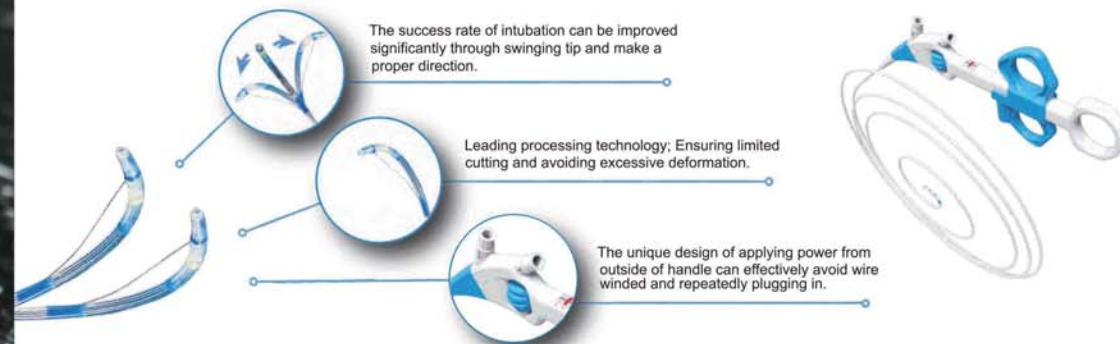 The success rate of intubation can be improved
significantly through swinging tip and make a
proper direction.
Leading processing technology; Ensuring limited
cutting and avoiding excessive deformation.
The unique design of applying power from
outside of handle can effectively avoid wire
winded and repeatedly plugging in.